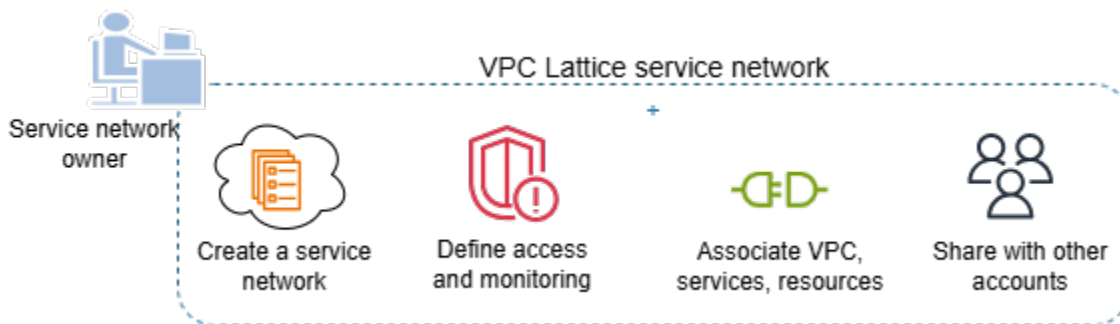 VPC Lattice service network
Service network
owner
Create a service
network
Define access
and monitoring
Associate VPC,
services, resources
Share with other
accounts